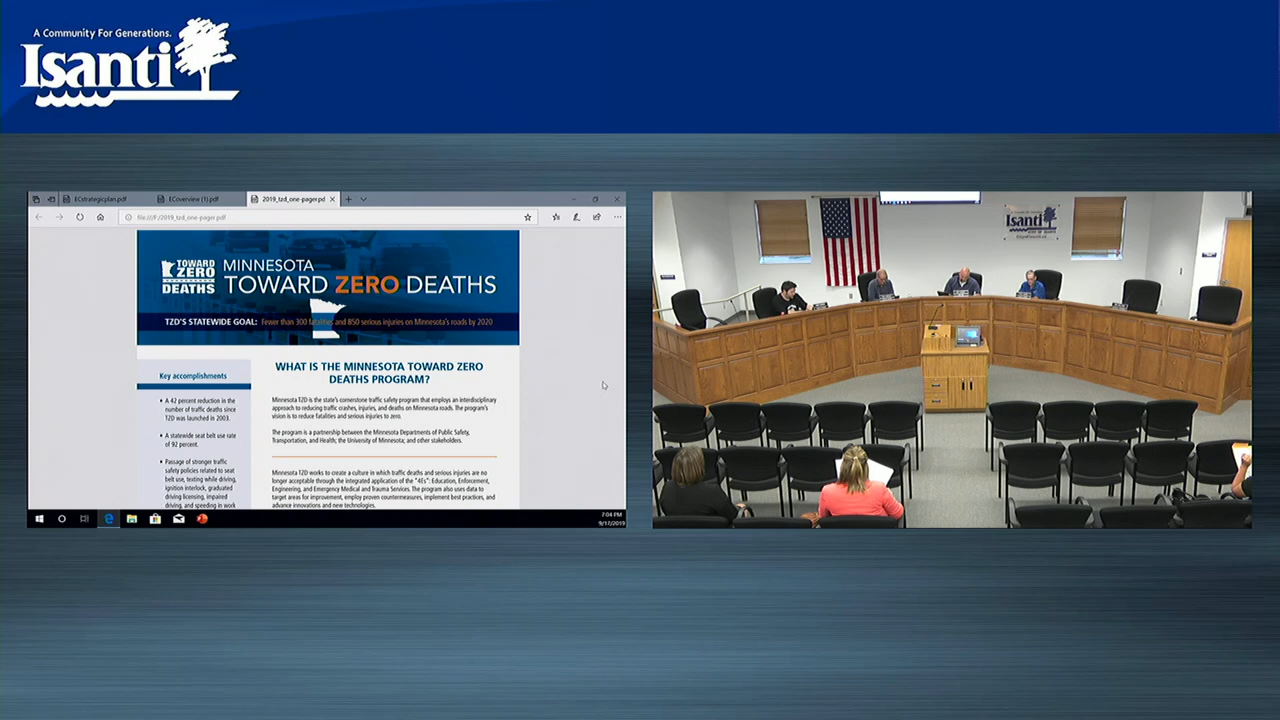 A Community For Generations.
Isanti
ECstrategicplan.pdf
ECoverview (1).pdf
2019_tzd_one-pager.pd
file:///F:/2019_tzd_one-pager.pdf
TOWARD
ZERO
DEATHS
MINNESOTA
TOWARD ZERO DEATHS
TZD'S STATEWIDE GOAL: Fewer than 300 fatalities and 850 serious injuries on Minnesota's roads by 2020
Key accomplishments
• A 42 percent reduction in the
number of traffic deaths since
TZD was launched in 2003.
• A statewide seat belt use rate
of 92 percent.
• Passage of stronger traffic
safety policies related to seat
belt use, texting while driving,
ignition interlock, graduated
driving licensing, impaired
driving, and speeding in work
WHAT IS THE MINNESOTA TOWARD ZERO
DEATHS PROGRAM?
Minnesota TZD is the state's cornerstone traffic safety program that employs an interdisciplinary
approach to reducing traffic crashes, injuries, and deaths on Minnesota roads. The program's
vision is to reduce fatalities and serious injuries to zero.
The program is a partnership between the Minnesota Departments of Public Safety,
Transportation, and Health; the University of Minnesota; and other stakeholders.
Minnesota TZD works to create a culture in which traffic deaths and serious injuries are no
longer acceptable through the integrated application of the "4Es": Education, Enforcement,
Engineering, and Emergency Medical and Trauma Services. The program also uses data to
target areas for improvement, employ proven countermeasures, implement best practices, and
advance innovations and new technologies.
7:04 PM
9/17/2019
Isanti